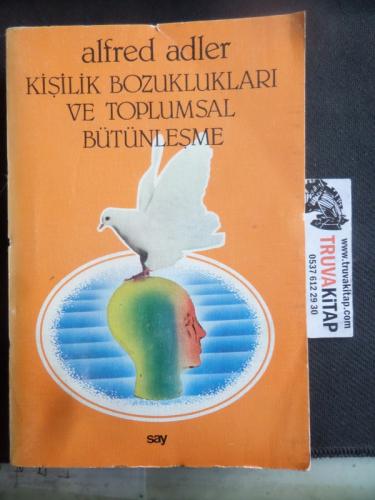 alfred adler
KİŞİLİK BOZUKLUKLARI
VE TOPLUMSAL
BÜTÜNLEŞME
say
TRUVAKİTAP
www.truvakitap.com
0537 612 29 30